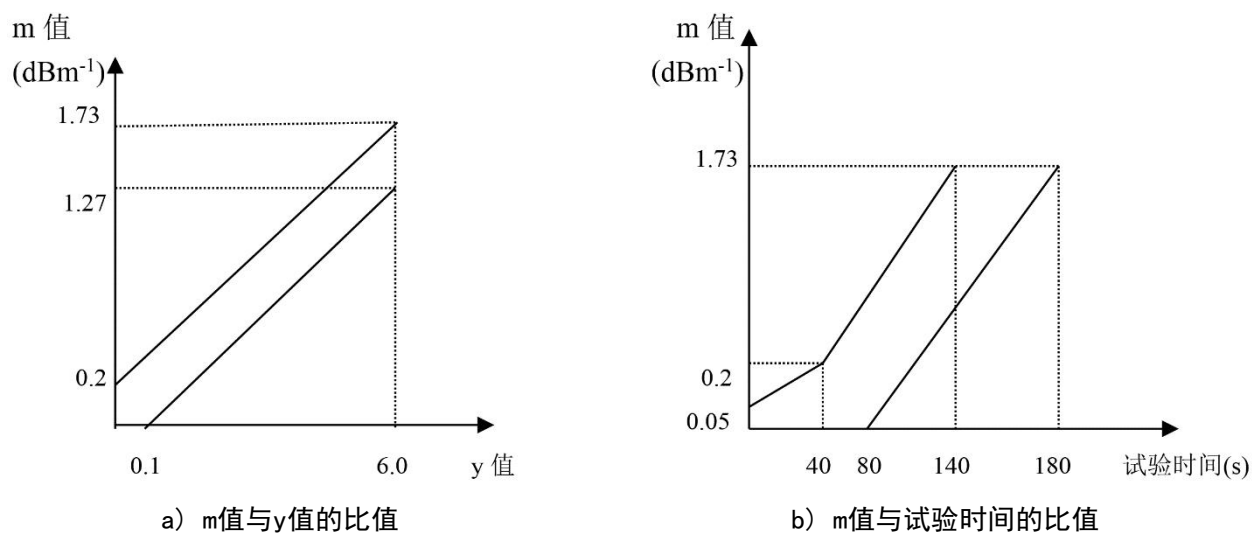 m 值
(dBm⁻¹)
1.73
1.27
0.2
0.1
6.0
y 值
a) m值与y值的比值
m 值
(dBm⁻¹)
1.73
0.2
0.05
40
80
140
180
试验时间(s)
b) m值与试验时间的比值